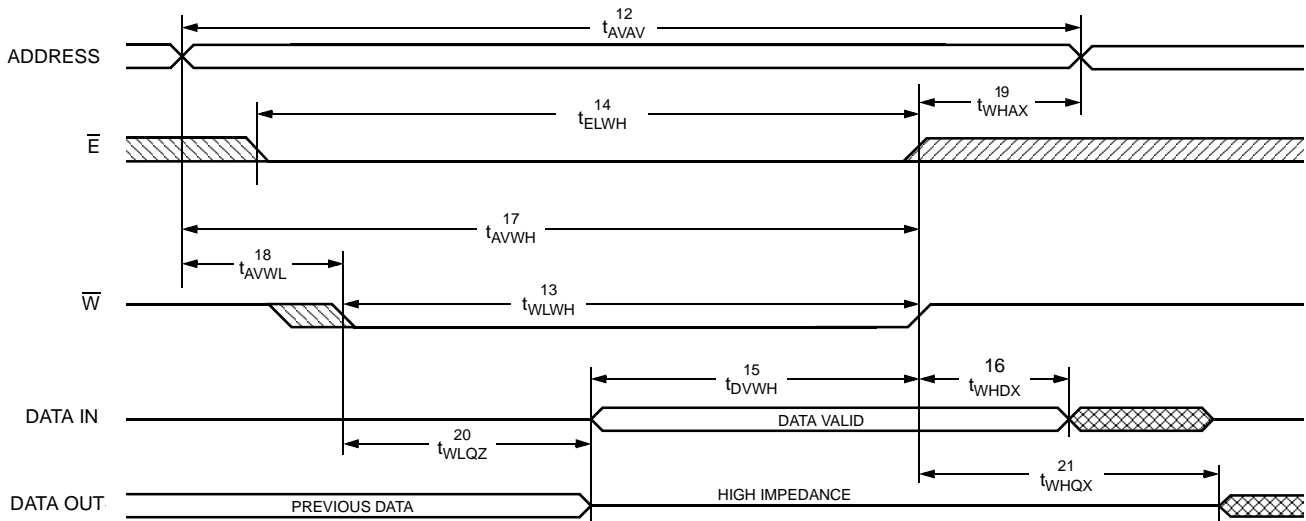 12
tAVAV
ADDRESS
14
tELWH
19
tWHAX
E
17
tAVWH
18
tAVWL
W
13
tWLWH
15
tDVWH
16
tWHDX
DATA IN
DATA VALID
20
tWLQZ
21
tWHQX
DATA OUT
PREVIOUS DATA
HIGH IMPEDANCE